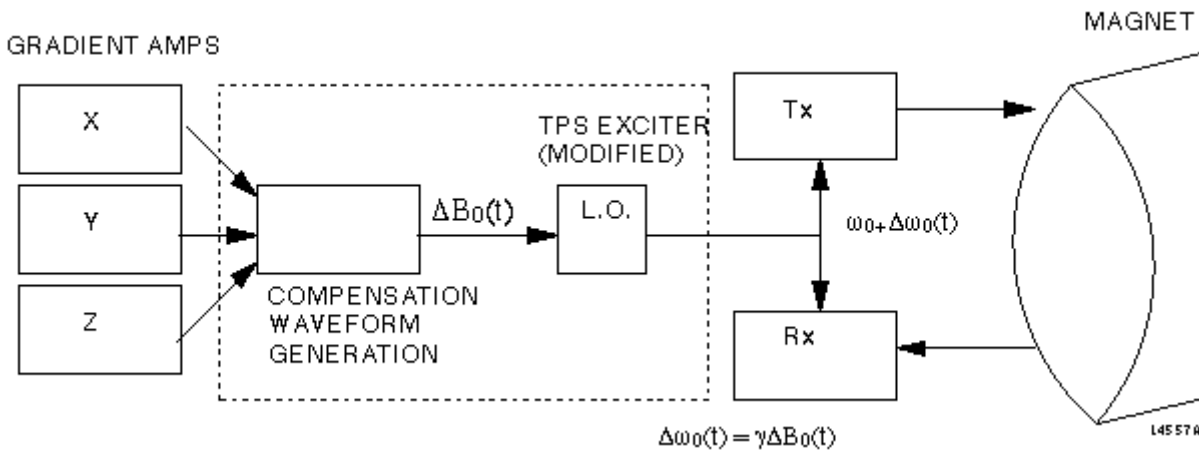 MAGNET
GRADIENT AMPS
X
Y
Z
TPS EXCITER
(MODIFIED)
ΔB0(t)
L.O.
COMPENSATION
WAVEFORM
GENERATION
Tx
ω0+Δω0(t)
Rx
Δω0(t) = γΔB0(t)
14557A